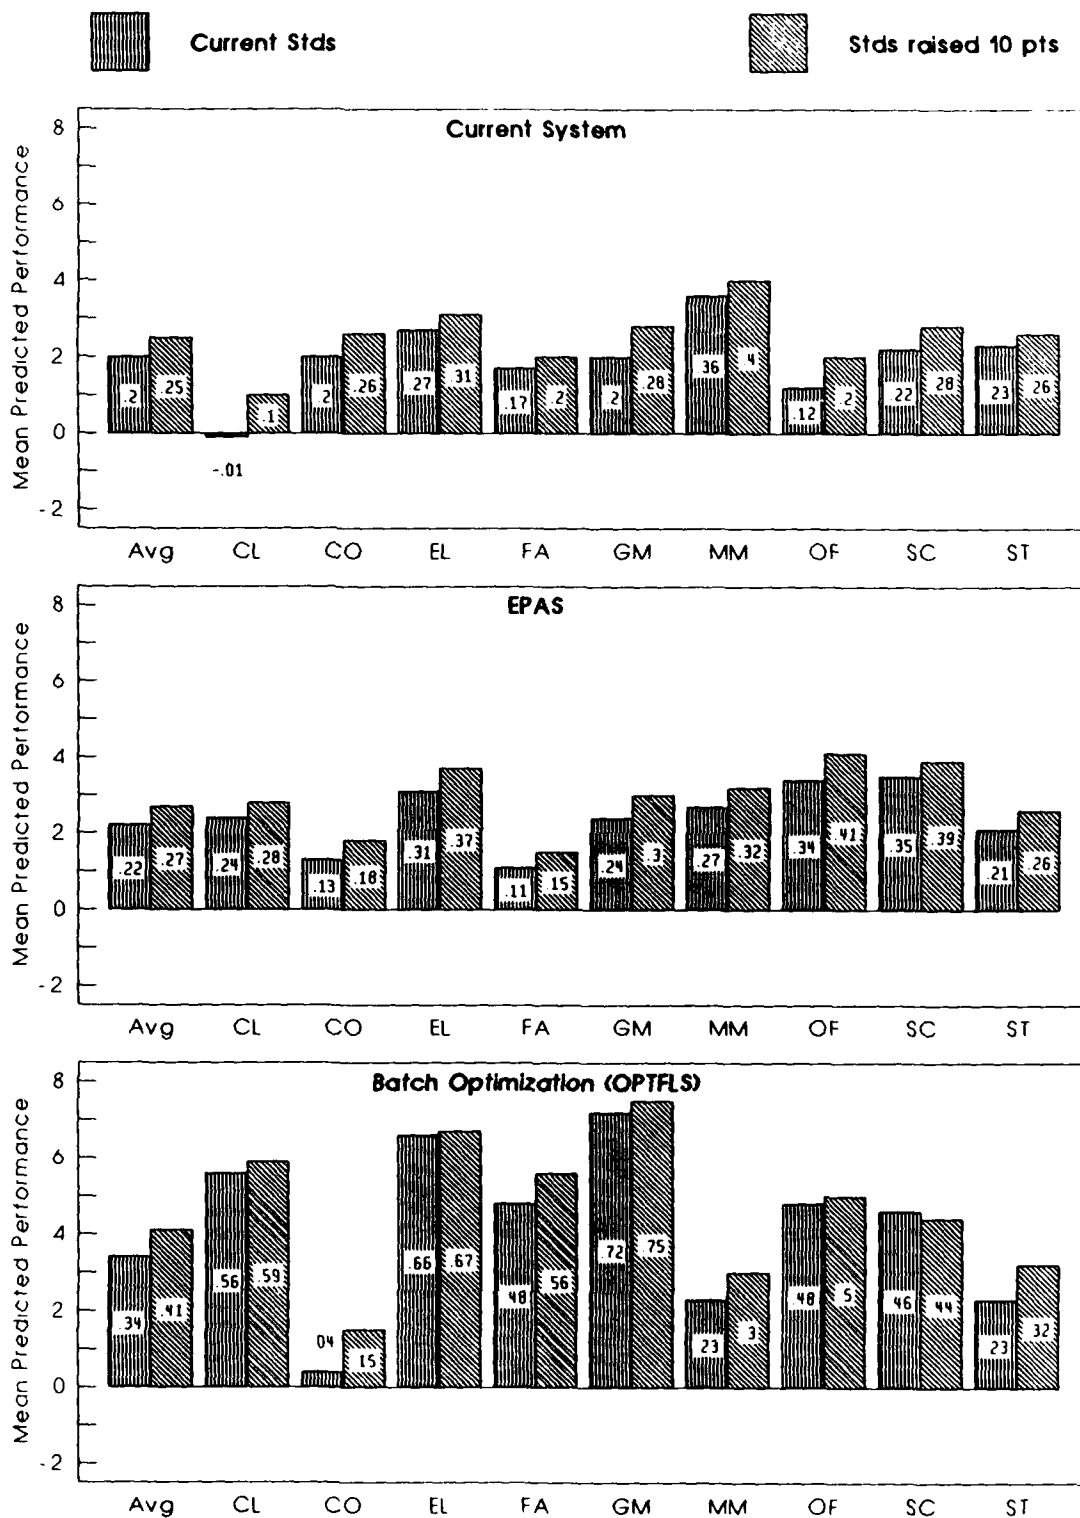 Current Stds
Stds raised 10 pts
Current System
Mean Predicted Performance
8
6
4
2
0
-2
.2 .25 -.01 .1 .2 .26 .27 .31 .17 .2 .2 .28 36 .4 .12 .2 .22 .28 23 26
Avg CL CO EL FA GM MM OF SC ST
EPAS
Mean Predicted Performance
8
6
4
2
0
-2
.22 .27 .24 .28 .13 .18 .31 .37 .11 .15 .24 .3 .27 .32 .34 .41 .35 .39 .21 .26
Avg CL CO EL FA GM MM OF SC ST
Batch Optimization (OPTFLS)
Mean Predicted Performance
8
6
4
2
0
-2
.34 .41 .56 .59 04 15 .66 .67 48 56 .72 .75 23 3 .48 .5 46 44 23 32
Avg CL CO EL FA GM MM OF SC ST